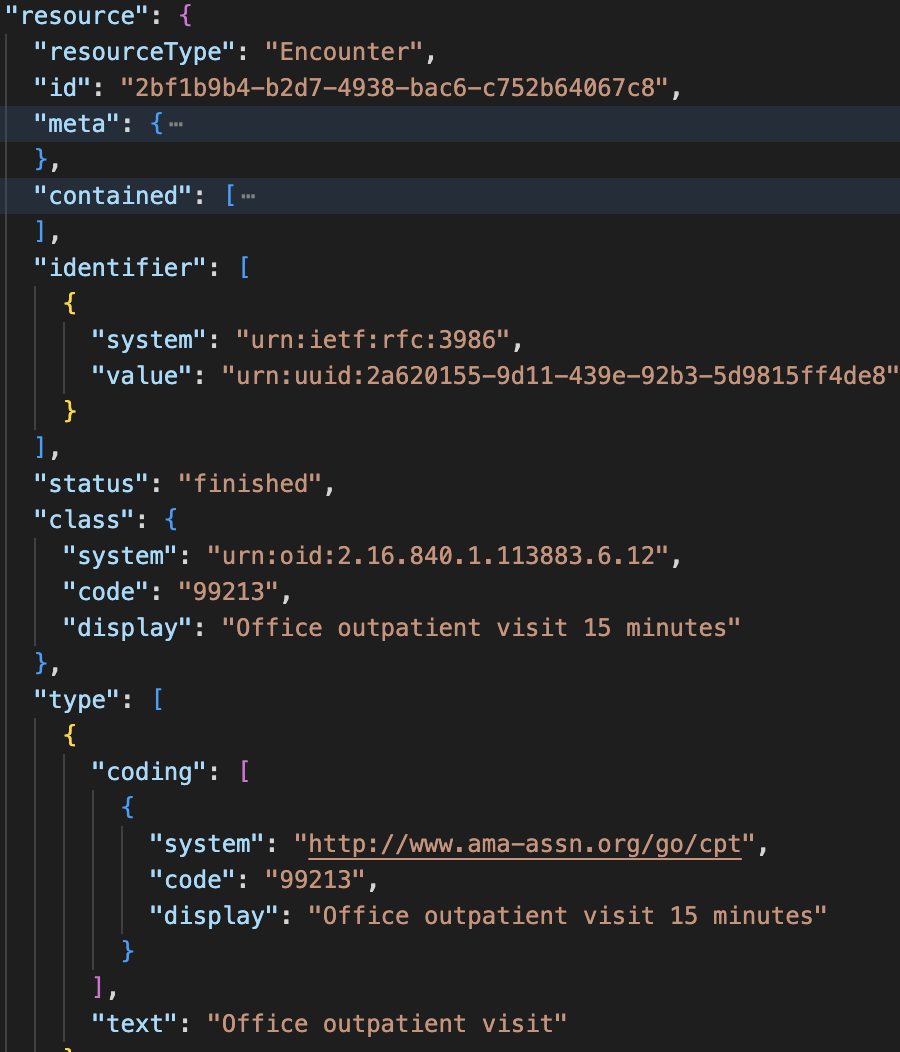 "resource": {
"resourceType": "Encounter",
"id": "2bf1b9b4-b2d7-4938-bac6-c752b64067c8",
"meta": {⋯
},
"contained": [⋯
],
"identifier": [
{
"system": "urn:ietf:rfc:3986",
"value": "urn:uuid:2a620155-9d11-439e-92b3-5d9815ff4de8"
}
],
"status": "finished",
"class": {
"system": "urn:oid:2.16.840.1.113883.6.12",
"code": "99213",
"display": "Office outpatient visit 15 minutes"
},
"type": [
{
"coding": [
{
"system": "http://www.ama-assn.org/go/cpt",
"code": "99213",
"display": "Office outpatient visit 15 minutes"
}
],
"text": "Office outpatient visit"